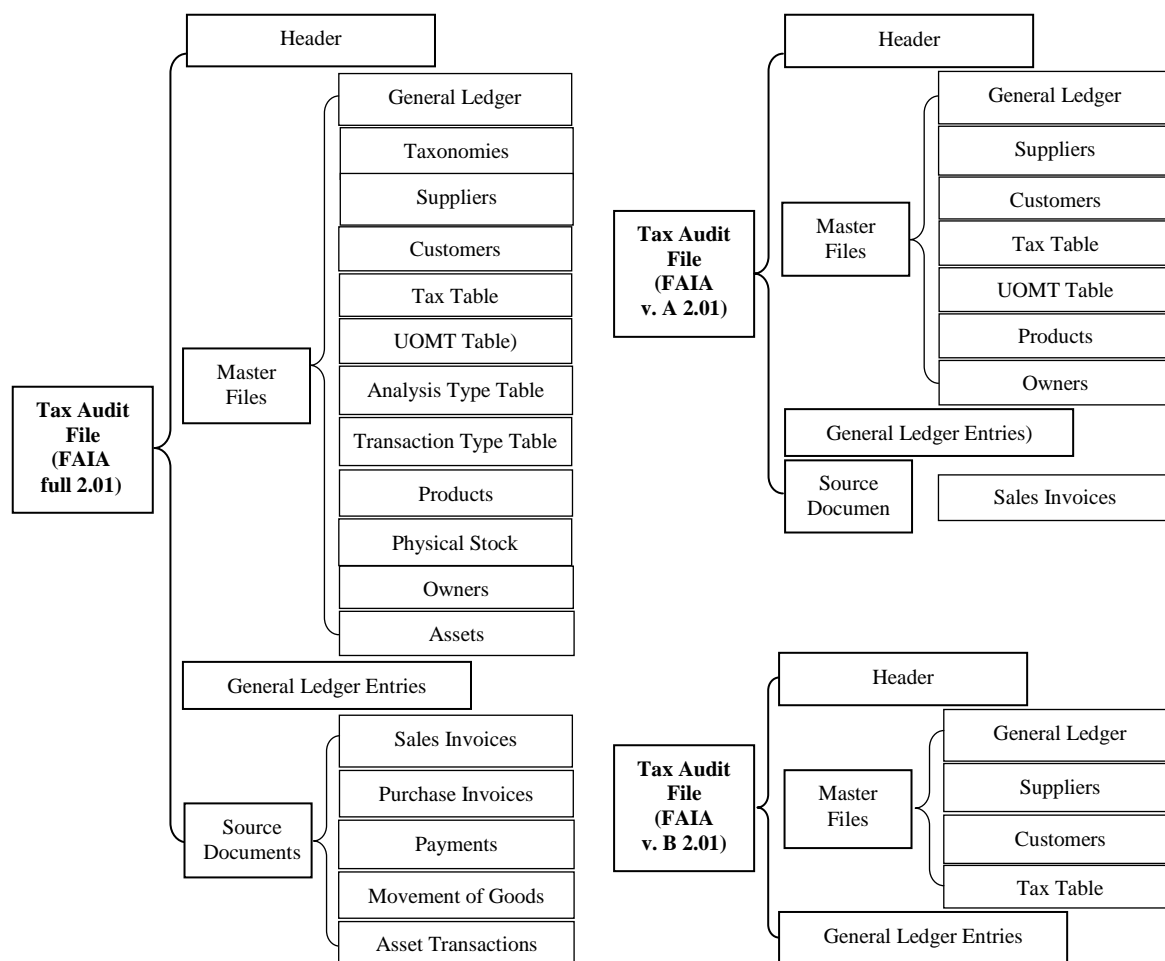 Header
General Ledger
Taxonomies
Suppliers
Customers
Tax Table
UOMT Table)
Master
Files
Analysis Type Table
Tax Audit
File
(FAIA
full 2.01)
Transaction Type Table
Products
Physical Stock
Owners
Assets
General Ledger Entries
Sales Invoices
Purchase Invoices
Source
Documents
Payments
Movement of Goods
Asset Transactions
Header
General Ledger
Suppliers
Customers
Tax Audit
File
(FAIA
v. A 2.01)
Master
Files
Tax Table
UOMT Table
Products
Owners
General Ledger Entries)
Source
Documen
Sales Invoices
Header
General Ledger
Tax Audit
File
(FAIA
v. B 2.01)
Master
Files
Suppliers
Customers
Tax Table
General Ledger Entries